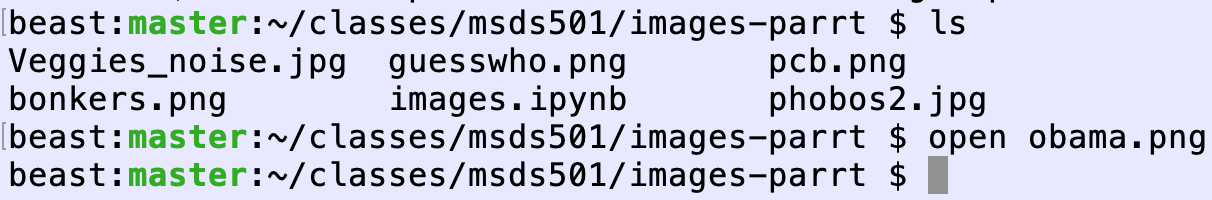 beast:master:~/classes/msds501/images-parrt $ ls
Veggies_noise.jpg  guesswho.png       pcb.png
bonkers.png        images.ipynb       phobos2.jpg
beast:master:~/classes/msds501/images-parrt $ open obama.png
beast:master:~/classes/msds501/images-parrt $